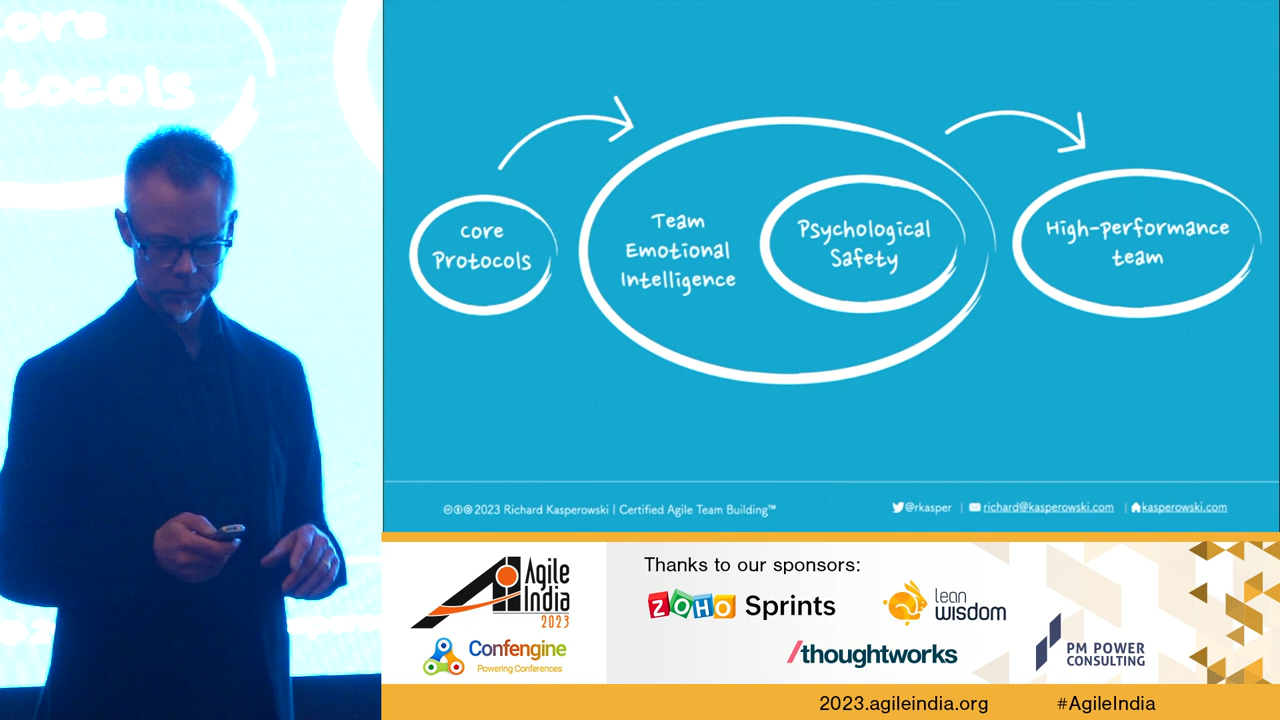 core
tocols
core
Protocols
Team
Emotional
Intelligence
Psychological
Safety
High-performance
team
2023 Richard Kasperowski | Certified Agile Team Building™
@rkasper | richard@kasperowski.com | kasperowski.com
Agile
India
2023
Confengine
Powering Conferences
Thanks to our sponsors:
ZOHO Sprints
lean
wisdom
/thoughtworks
PM POWER
CONSULTING
2023.agileindia.org #AgileIndia